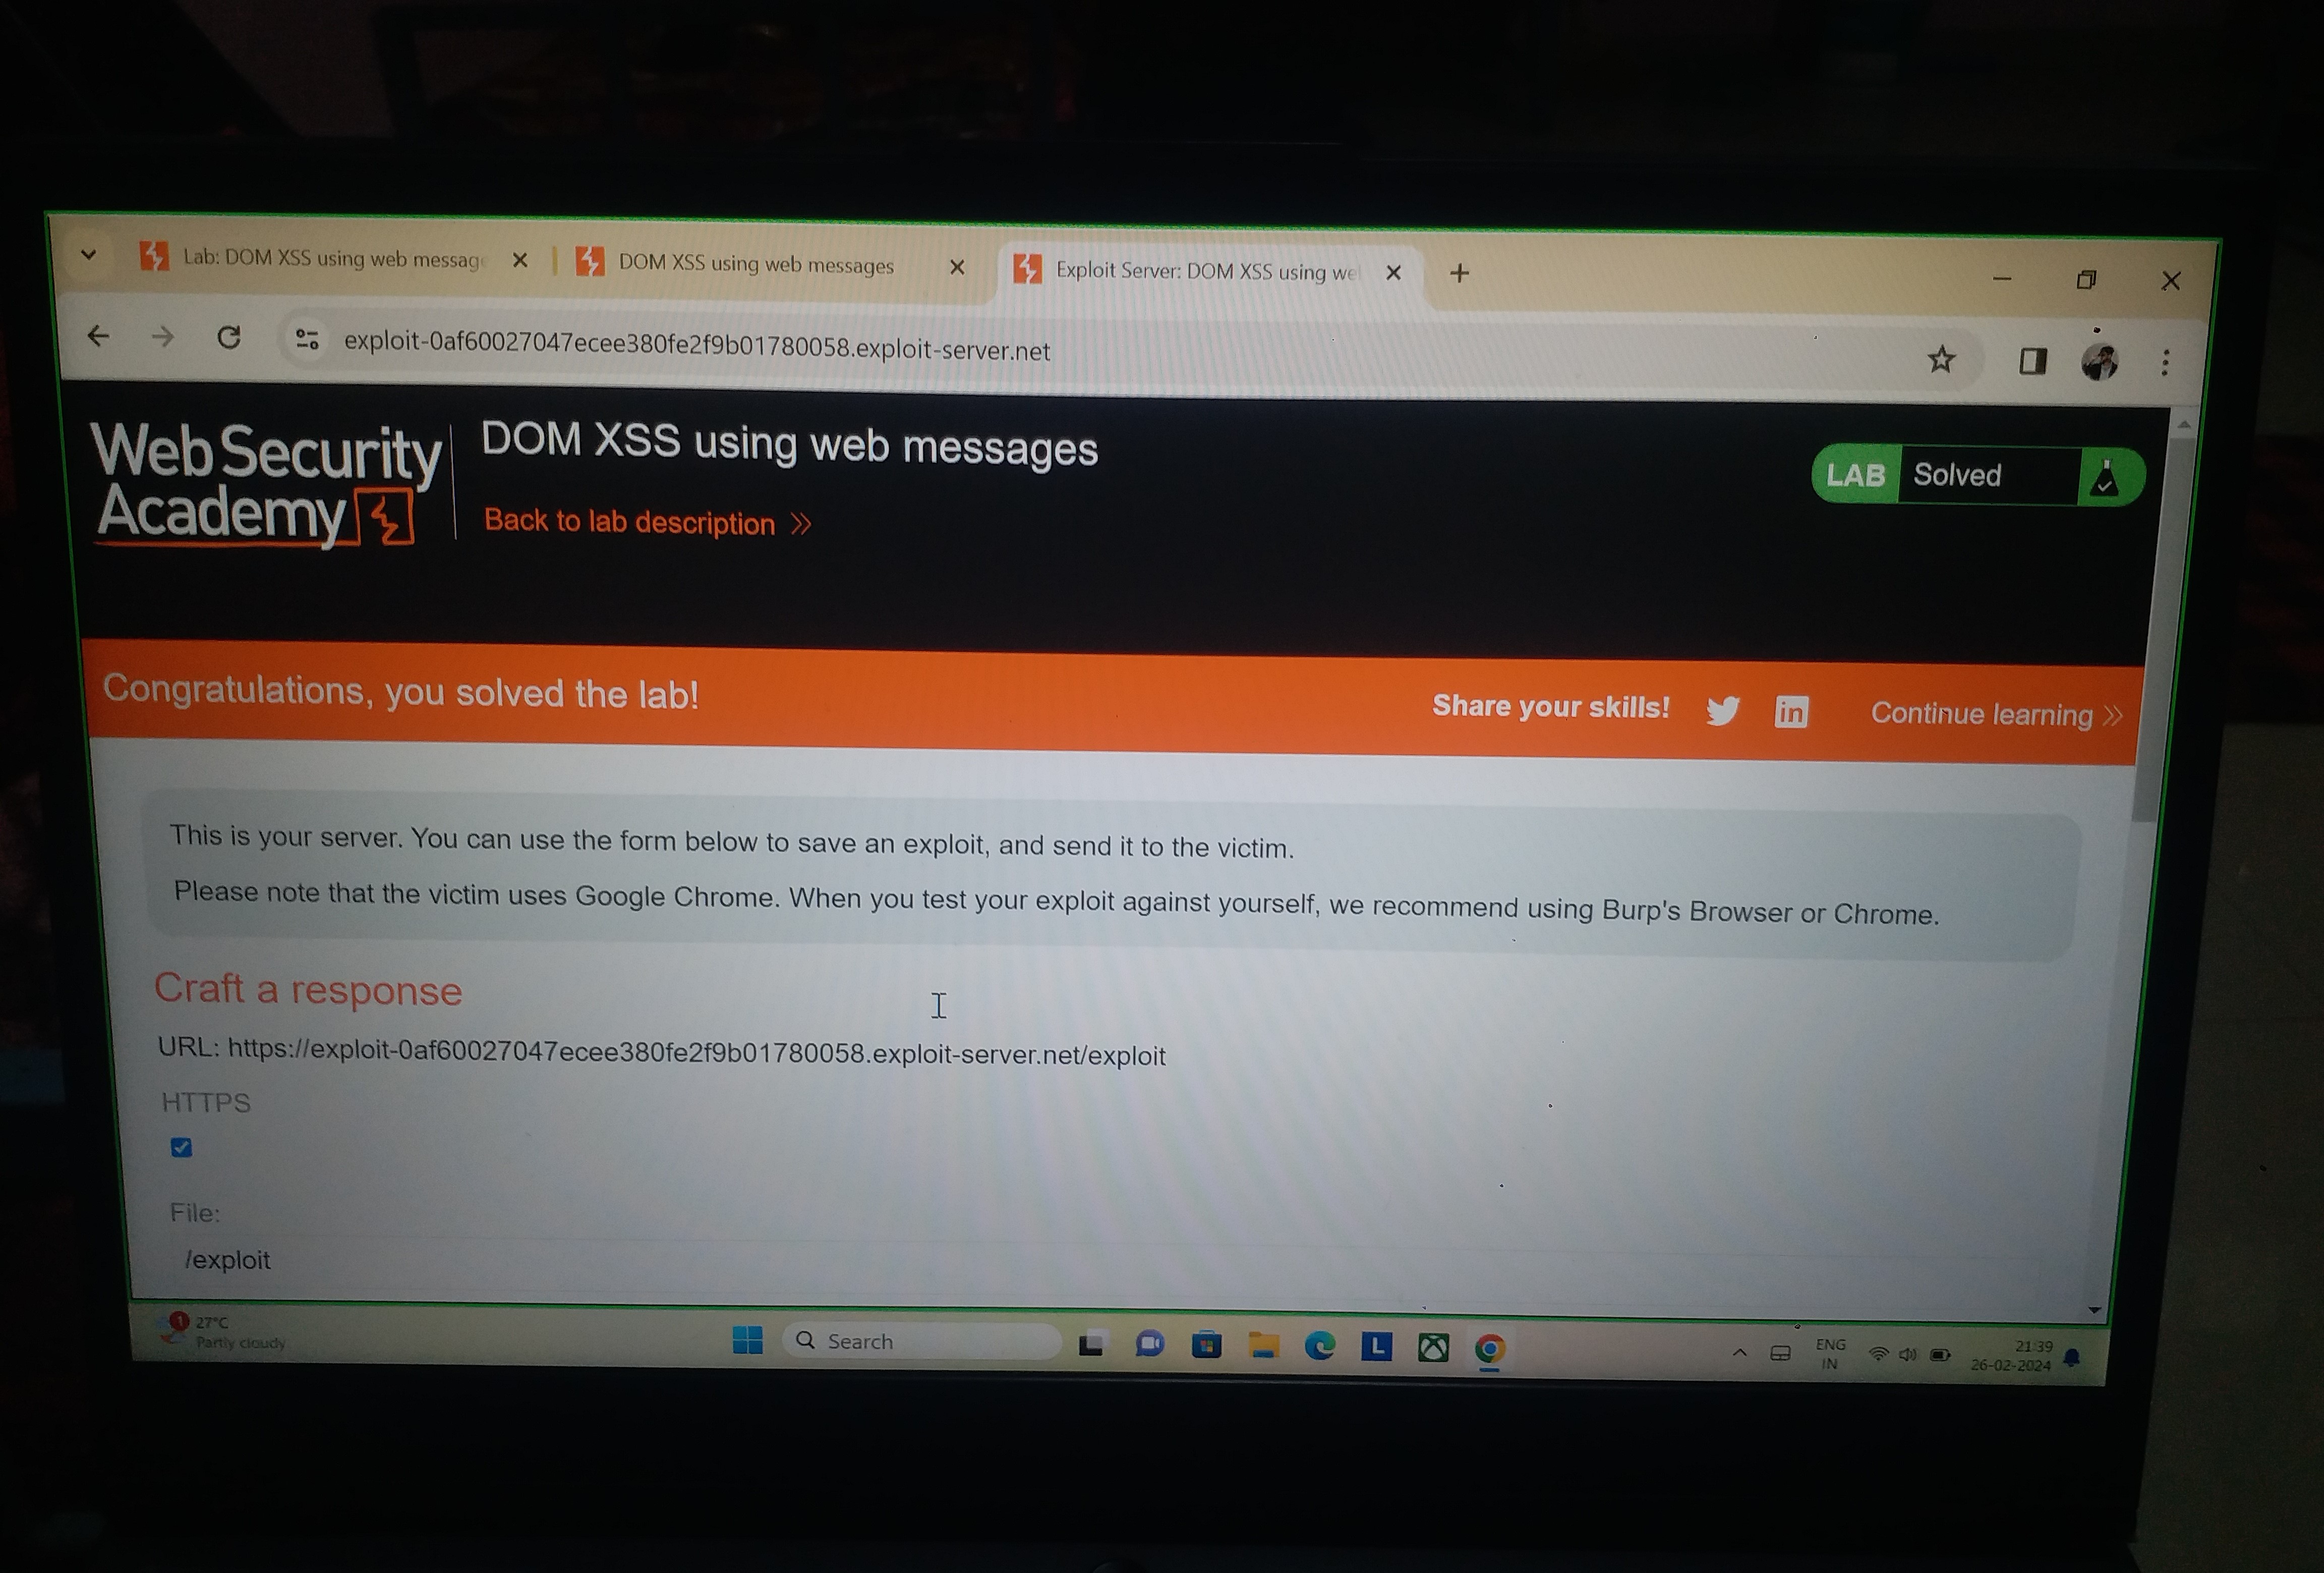 Lab: DOM XSS using web messag
DOM XSS using web messages
Exploit Server: DOM XSS using we
exploit-0af60027047ecee380fe2f9b01780058.exploit-server.net
WebSecurity
Academy
DOM XSS using web messages
Back to lab description
LAB Solved
Congratulations, you solved the lab!
Share your skills!
in
Continue learning
This is your server. You can use the form below to save an exploit, and send it to the victim.
Please note that the victim uses Google Chrome. When you test your exploit against yourself, we recommend using Burp's Browser or Chrome.
Craft a response
URL: https://exploit-0af60027047ecee380fe2f9b01780058.exploit-server.net/exploit
HTTPS
File:
/exploit
1
27°C
Partly cloudy
Search
L
ENG
IN
21:39
26-02-2024